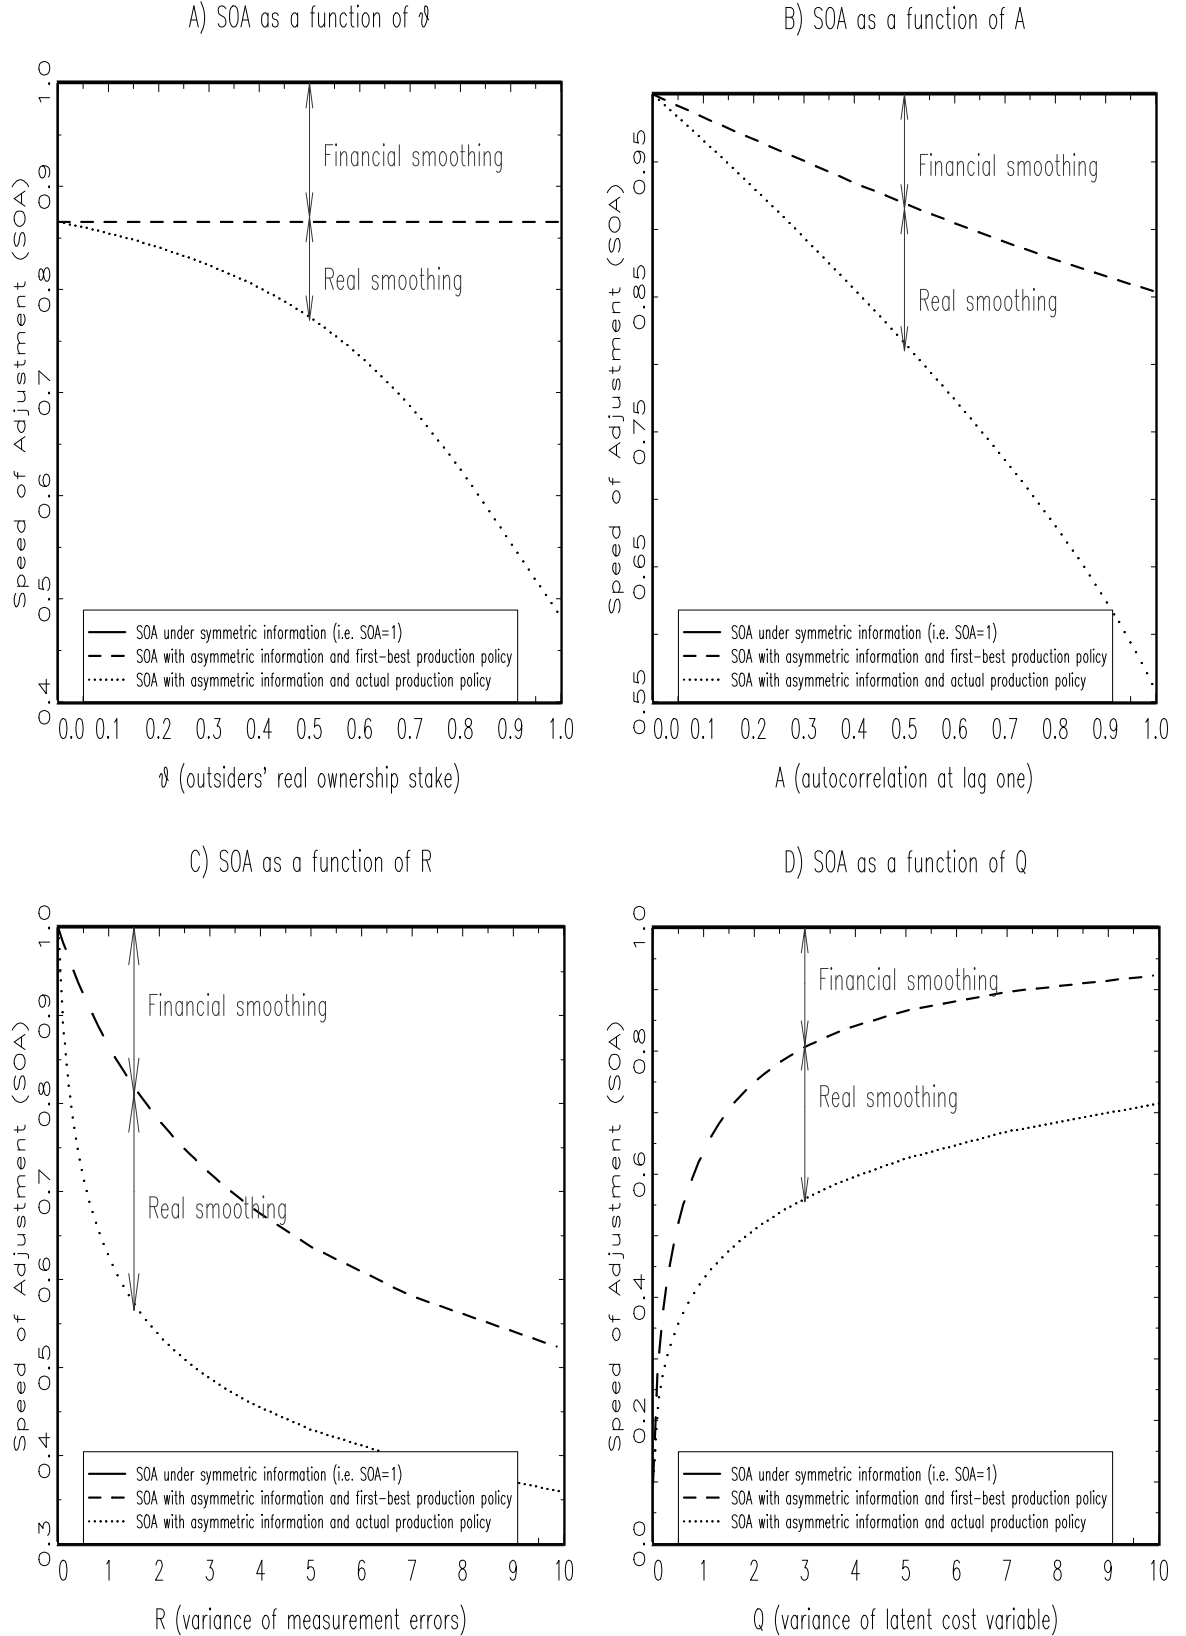 A) SOA as a function of ϑ
Speed of Adjustment (SOA)
1.0
0.9
0.8
0.7
0.6
0.5
0.4
Financial smoothing
Real smoothing
SOA under symmetric information (i.e. SOA=1)
SOA with asymmetric information and first-best production policy
SOA with asymmetric information and actual production policy
0.0 0.1 0.2 0.3 0.4 0.5 0.6 0.7 0.8 0.9 1.0
ϑ (outsiders' real ownership stake)
B) SOA as a function of A
Speed of Adjustment (SOA)
0.95
0.85
0.75
0.65
0.55
Financial smoothing
Real smoothing
SOA under symmetric information (i.e. SOA=1)
SOA with asymmetric information and first-best production policy
SOA with asymmetric information and actual production policy
0.0 0.1 0.2 0.3 0.4 0.5 0.6 0.7 0.8 0.9 1.0
A (autocorrelation at lag one)
C) SOA as a function of R
Speed of Adjustment (SOA)
1.0
0.9
0.8
0.7
0.6
0.5
0.4
0.3
Financial smoothing
Real smoothing
SOA under symmetric information (i.e. SOA=1)
SOA with asymmetric information and first-best production policy
SOA with asymmetric information and actual production policy
0 1 2 3 4 5 6 7 8 9 10
R (variance of measurement errors)
D) SOA as a function of Q
Speed of Adjustment (SOA)
1.0
0.8
0.6
0.4
0.2
0.0
Financial smoothing
Real smoothing
SOA under symmetric information (i.e. SOA=1)
SOA with asymmetric information and first-best production policy
SOA with asymmetric information and actual production policy
0 1 2 3 4 5 6 7 8 9 10
Q (variance of latent cost variable)